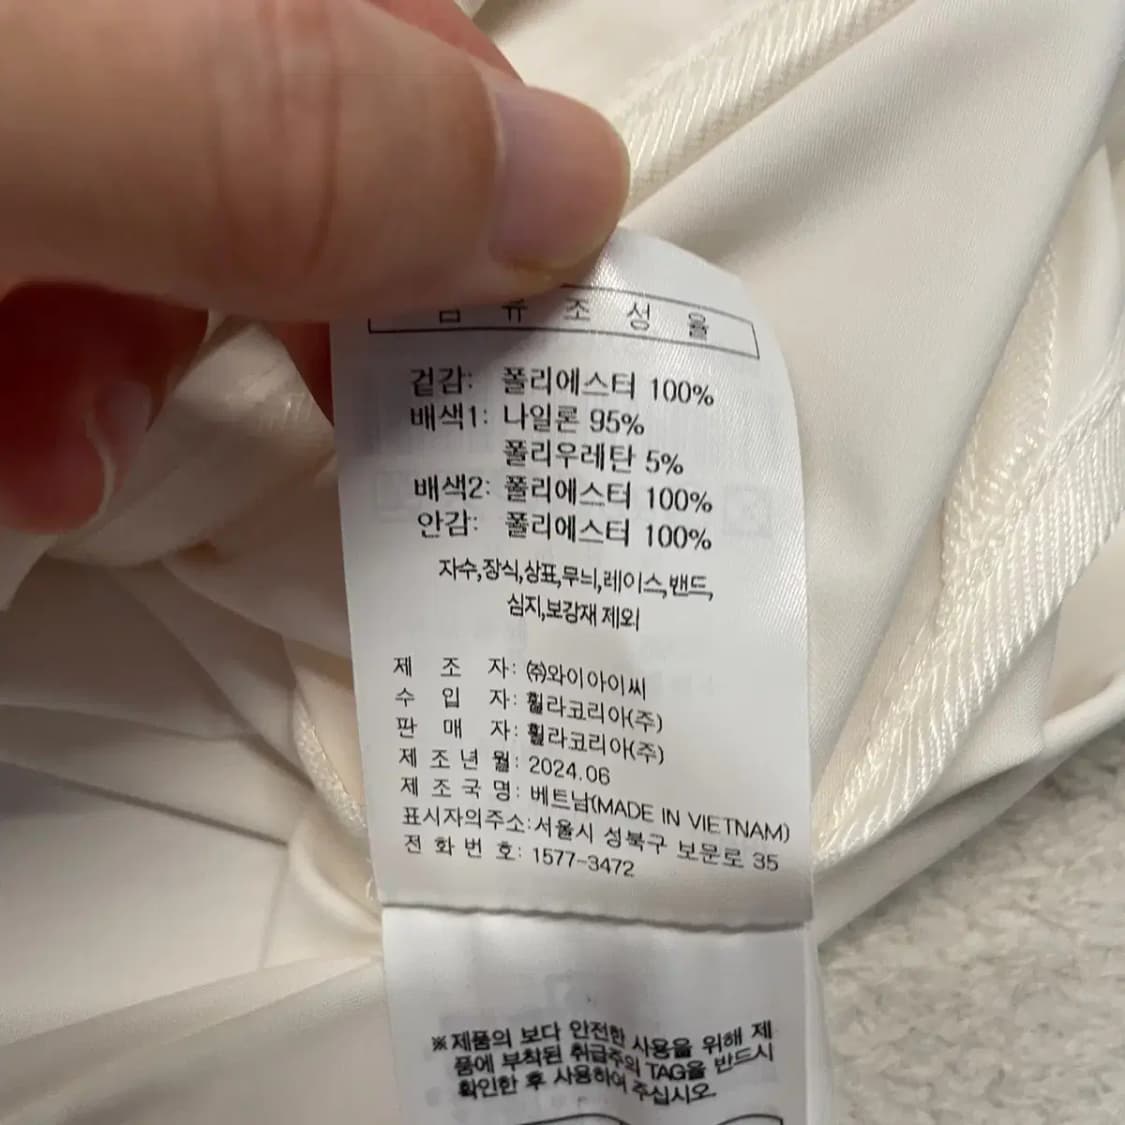 섬 유 조 성 율
겉감: 폴리에스터 100%
배색1: 나일론 95%
폴리우레탄 5%
배색2: 폴리에스터 100%
안감: 폴리에스터 100%
자수,장식,상표,무늬,레이스,밴드,
심지,보강재 제외
제 조 자: ㈜와이아이씨
수 입 자: 휠라코리아(주)
판 매 자: 휠라코리아(주)
제 조 년 월: 2024.06
제 조 국 명: 베트남(MADE IN VIETNAM)
표시자의주소:서울시 성북구 보문로 35
전 화 번 호: 1577-3472
※제품의 보다 안전한 사용을 위해 제
품에 부착된 취급주의 TAG을 반드시
확인한 후 사용하여 주십시오.